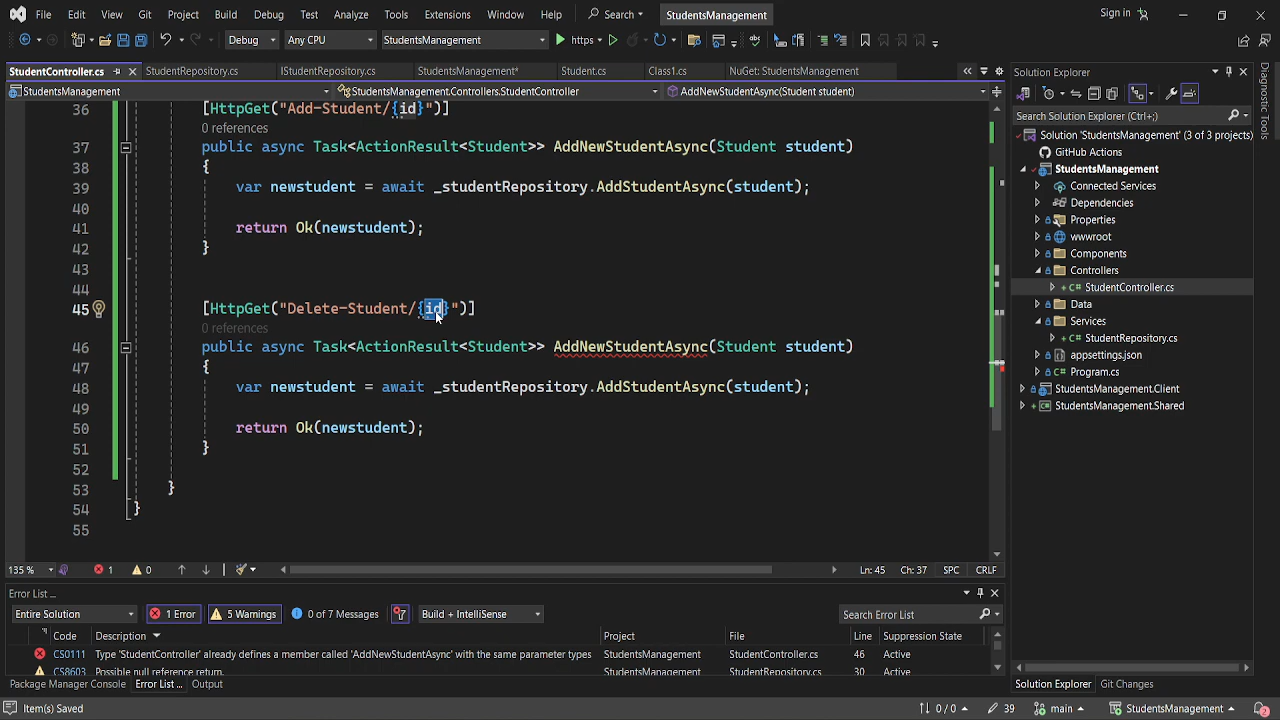 File Edit View Git Project Build Debug Test Analyze Tools Extensions Window Help Search StudentsManagement Sign in
Debug Any CPU StudentsManagement https
StudentController.cs StudentRepository.cs IStudentRepository.cs StudentsManagement* Student.cs Class1.cs NuGet: StudentsManagement
StudentsManagement StudentsManagement.Controllers.StudentController AddNewStudentAsync(Student student)
36 [HttpGet("Add-Student/{id}")]
0 references
37 public async Task<ActionResult<Student>> AddNewStudentAsync(Student student)
38 {
39 var newstudent = await _studentRepository.AddStudentAsync(student);
40
41 return Ok(newstudent);
42 }
43
44
45 [HttpGet("Delete-Student/{id}")]
0 references
46 public async Task<ActionResult<Student>> AddNewStudentAsync(Student student)
47 {
48 var newstudent = await _studentRepository.AddStudentAsync(student);
49
50 return Ok(newstudent);
51 }
52
53 }
54 }
55
135 % 1 0 Ln: 45 Ch: 37 SPC CRLF
Error List ...
Entire Solution 1 Error 5 Warnings 0 of 7 Messages Build + IntelliSense Search Error List
Code Description Project File Line Suppression State
CS0111 Type 'StudentController' already defines a member called 'AddNewStudentAsync' with the same parameter types StudentsManagement StudentController.cs 46 Active
CS8603 Possible null reference return. StudentsManagement StudentRepository.cs 30 Active
Package Manager Console Error List ... Output
Solution Explorer
Search Solution Explorer (Ctrl+;)
Solution 'StudentsManagement' (3 of 3 projects)
GitHub Actions
StudentsManagement
Connected Services
Dependencies
Properties
wwwroot
Components
Controllers
StudentController.cs
Data
Services
StudentRepository.cs
appsettings.json
Program.cs
StudentsManagement.Client
StudentsManagement.Shared
Solution Explorer Git Changes
Diagnostic Tools
Item(s) Saved 0 / 0 39 main StudentsManagement 2